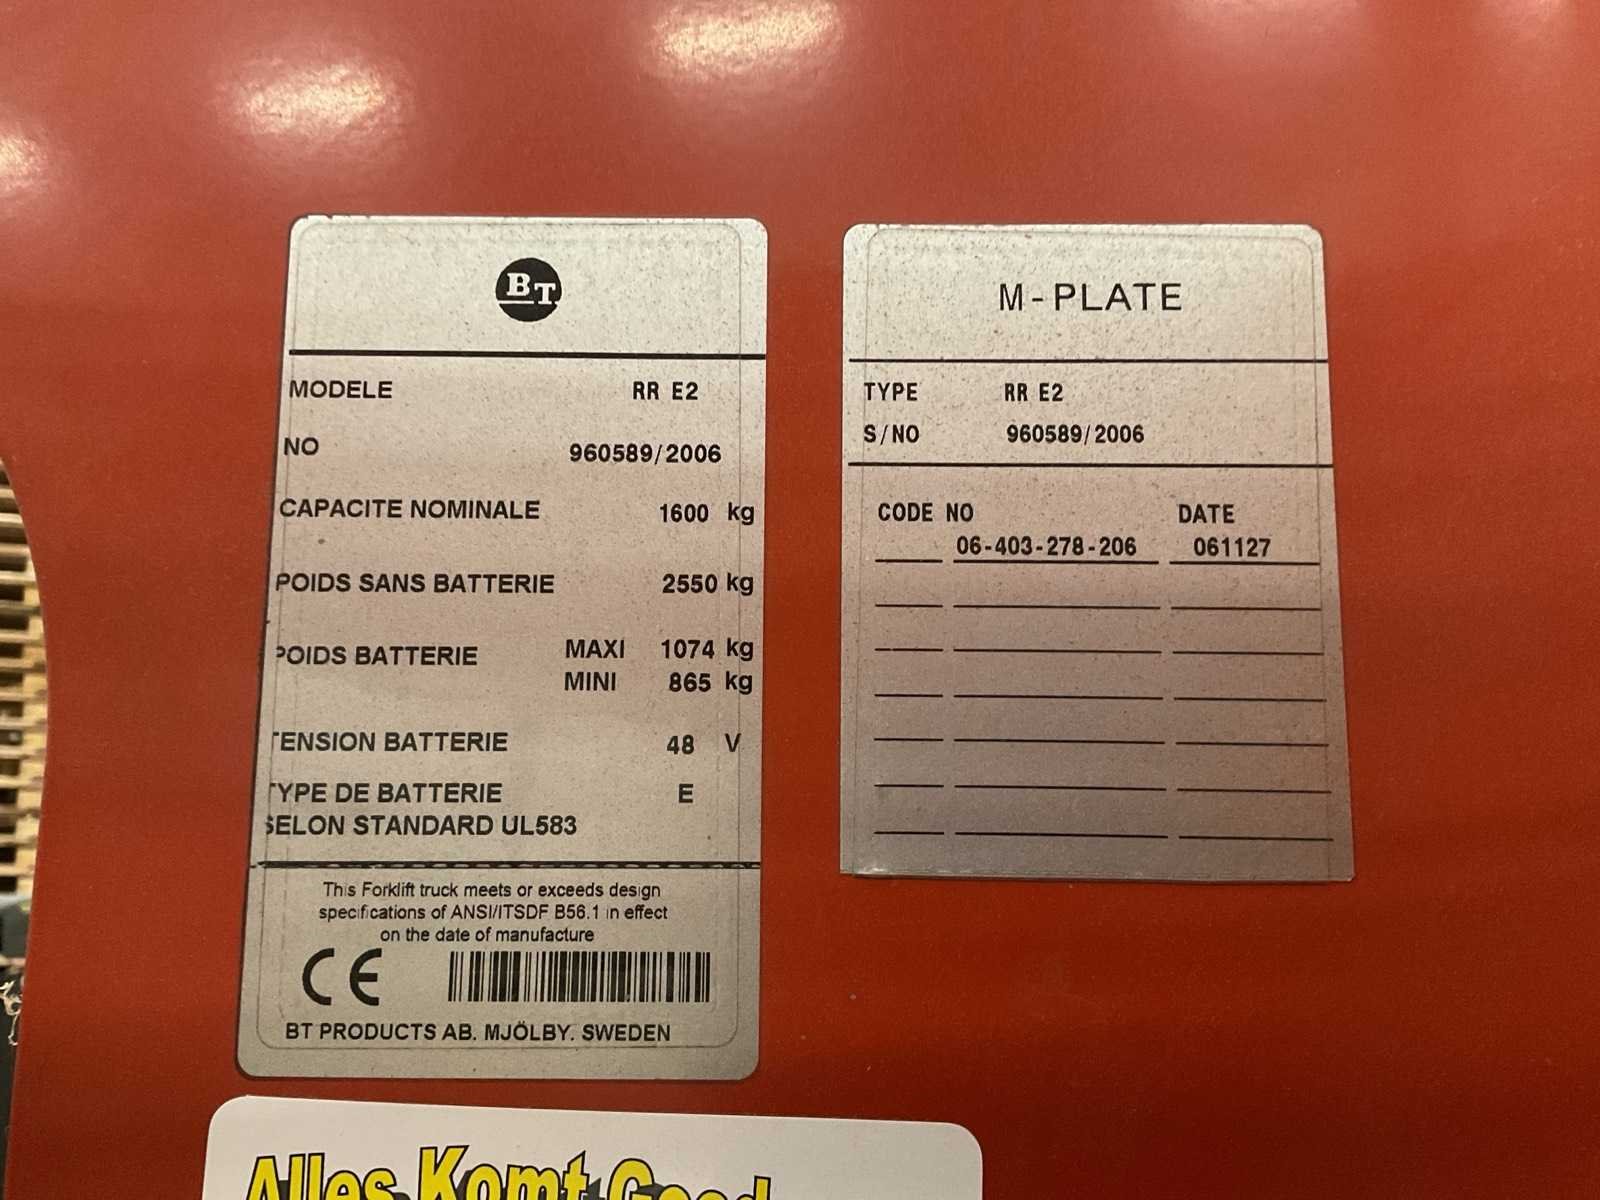 BT
MODELE RR E2
NO 960589/2006
CAPACITE NOMINALE 1600 kg
POIDS SANS BATTERIE 2550 kg
POIDS BATTERIE MAXI 1074 kg
MINI 865 kg
TENSION BATTERIE 48 V
TYPE DE BATTERIE E
SELON STANDARD UL583
This Forklift truck meets or exceeds design
specifications of ANSI/ITSDF B56.1 in effect
on the date of manufacture
CE
BT PRODUCTS AB. MJÖLBY. SWEDEN
M-PLATE
TYPE RR E2
S/NO 960589/2006
CODE NO DATE
06-403-278-206 061127
Alles Komt Goed